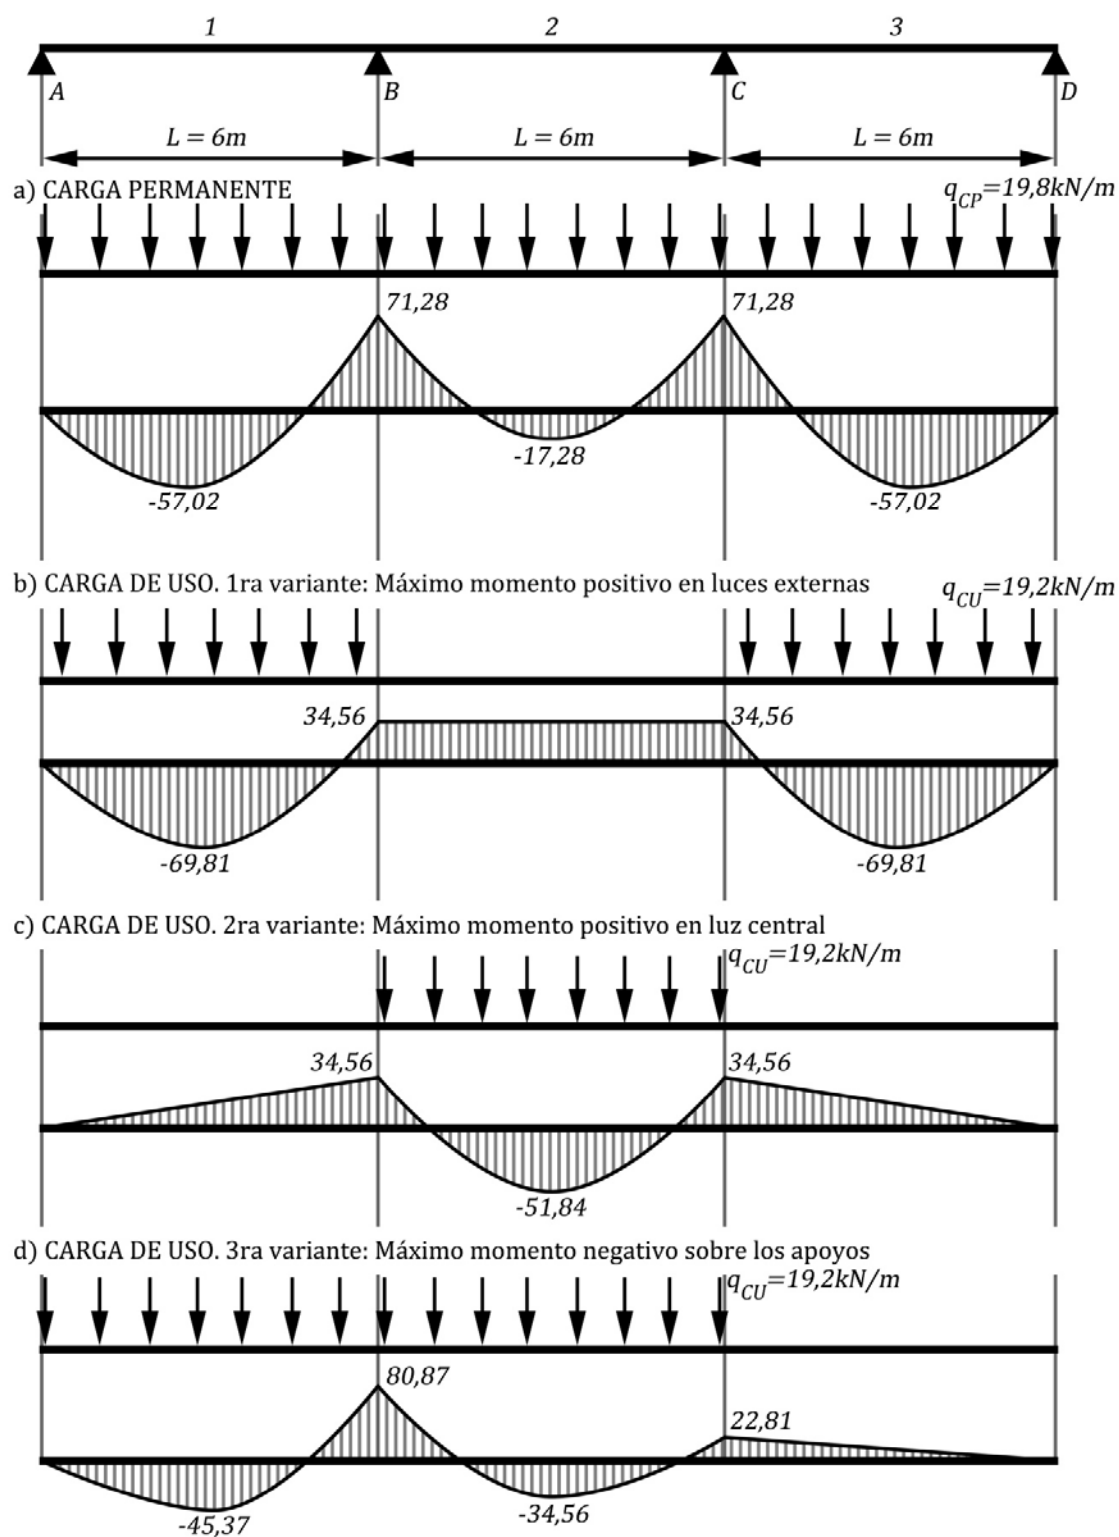 1 2 3
A B C D
L = 6m L = 6m L = 6m
a) CARGA PERMANENTE
qCP=19,8kN/m
71,28 71,28
-17,28
-57,02 -57,02
b) CARGA DE USO. 1ra variante: Máximo momento positivo en luces externas
qCU=19,2kN/m
34,56 34,56
-69,81 -69,81
c) CARGA DE USO. 2ra variante: Máximo momento positivo en luz central
qCU=19,2kN/m
34,56 34,56
-51,84
d) CARGA DE USO. 3ra variante: Máximo momento negativo sobre los apoyos
qCU=19,2kN/m
80,87
22,81
-45,37 -34,56